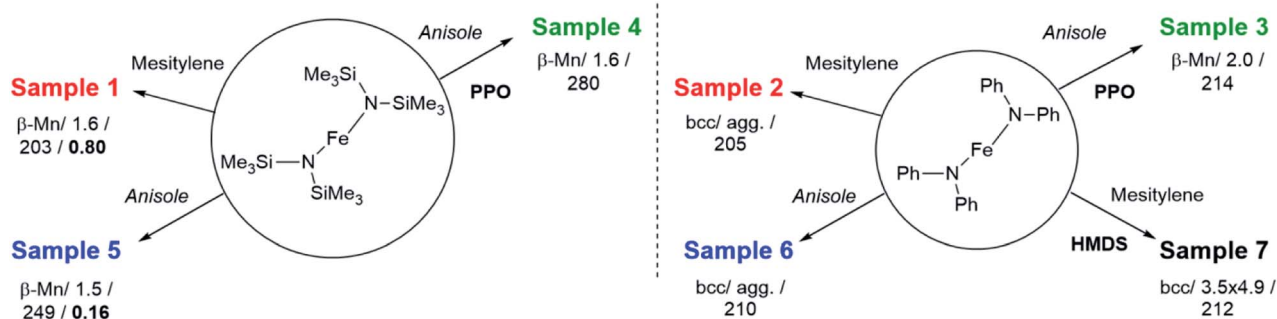 Mesitylene
Sample 1
β-Mn/ 1.6 /
203 / 0.80
Anisole
Sample 5
β-Mn/ 1.5 /
249 / 0.16
Me3Si
N
SiMe3
Fe
Me3Si
N
SiMe3
Anisole
PPO
Sample 4
β-Mn/ 1.6 /
280
Mesitylene
Sample 2
bcc/ agg. /
205
Anisole
Sample 6
bcc/ agg. /
210
Ph
N
Ph
Fe
Ph
N
Ph
Anisole
PPO
Sample 3
β-Mn/ 2.0 /
214
Mesitylene
HMDS
Sample 7
bcc/ 3.5x4.9 /
212